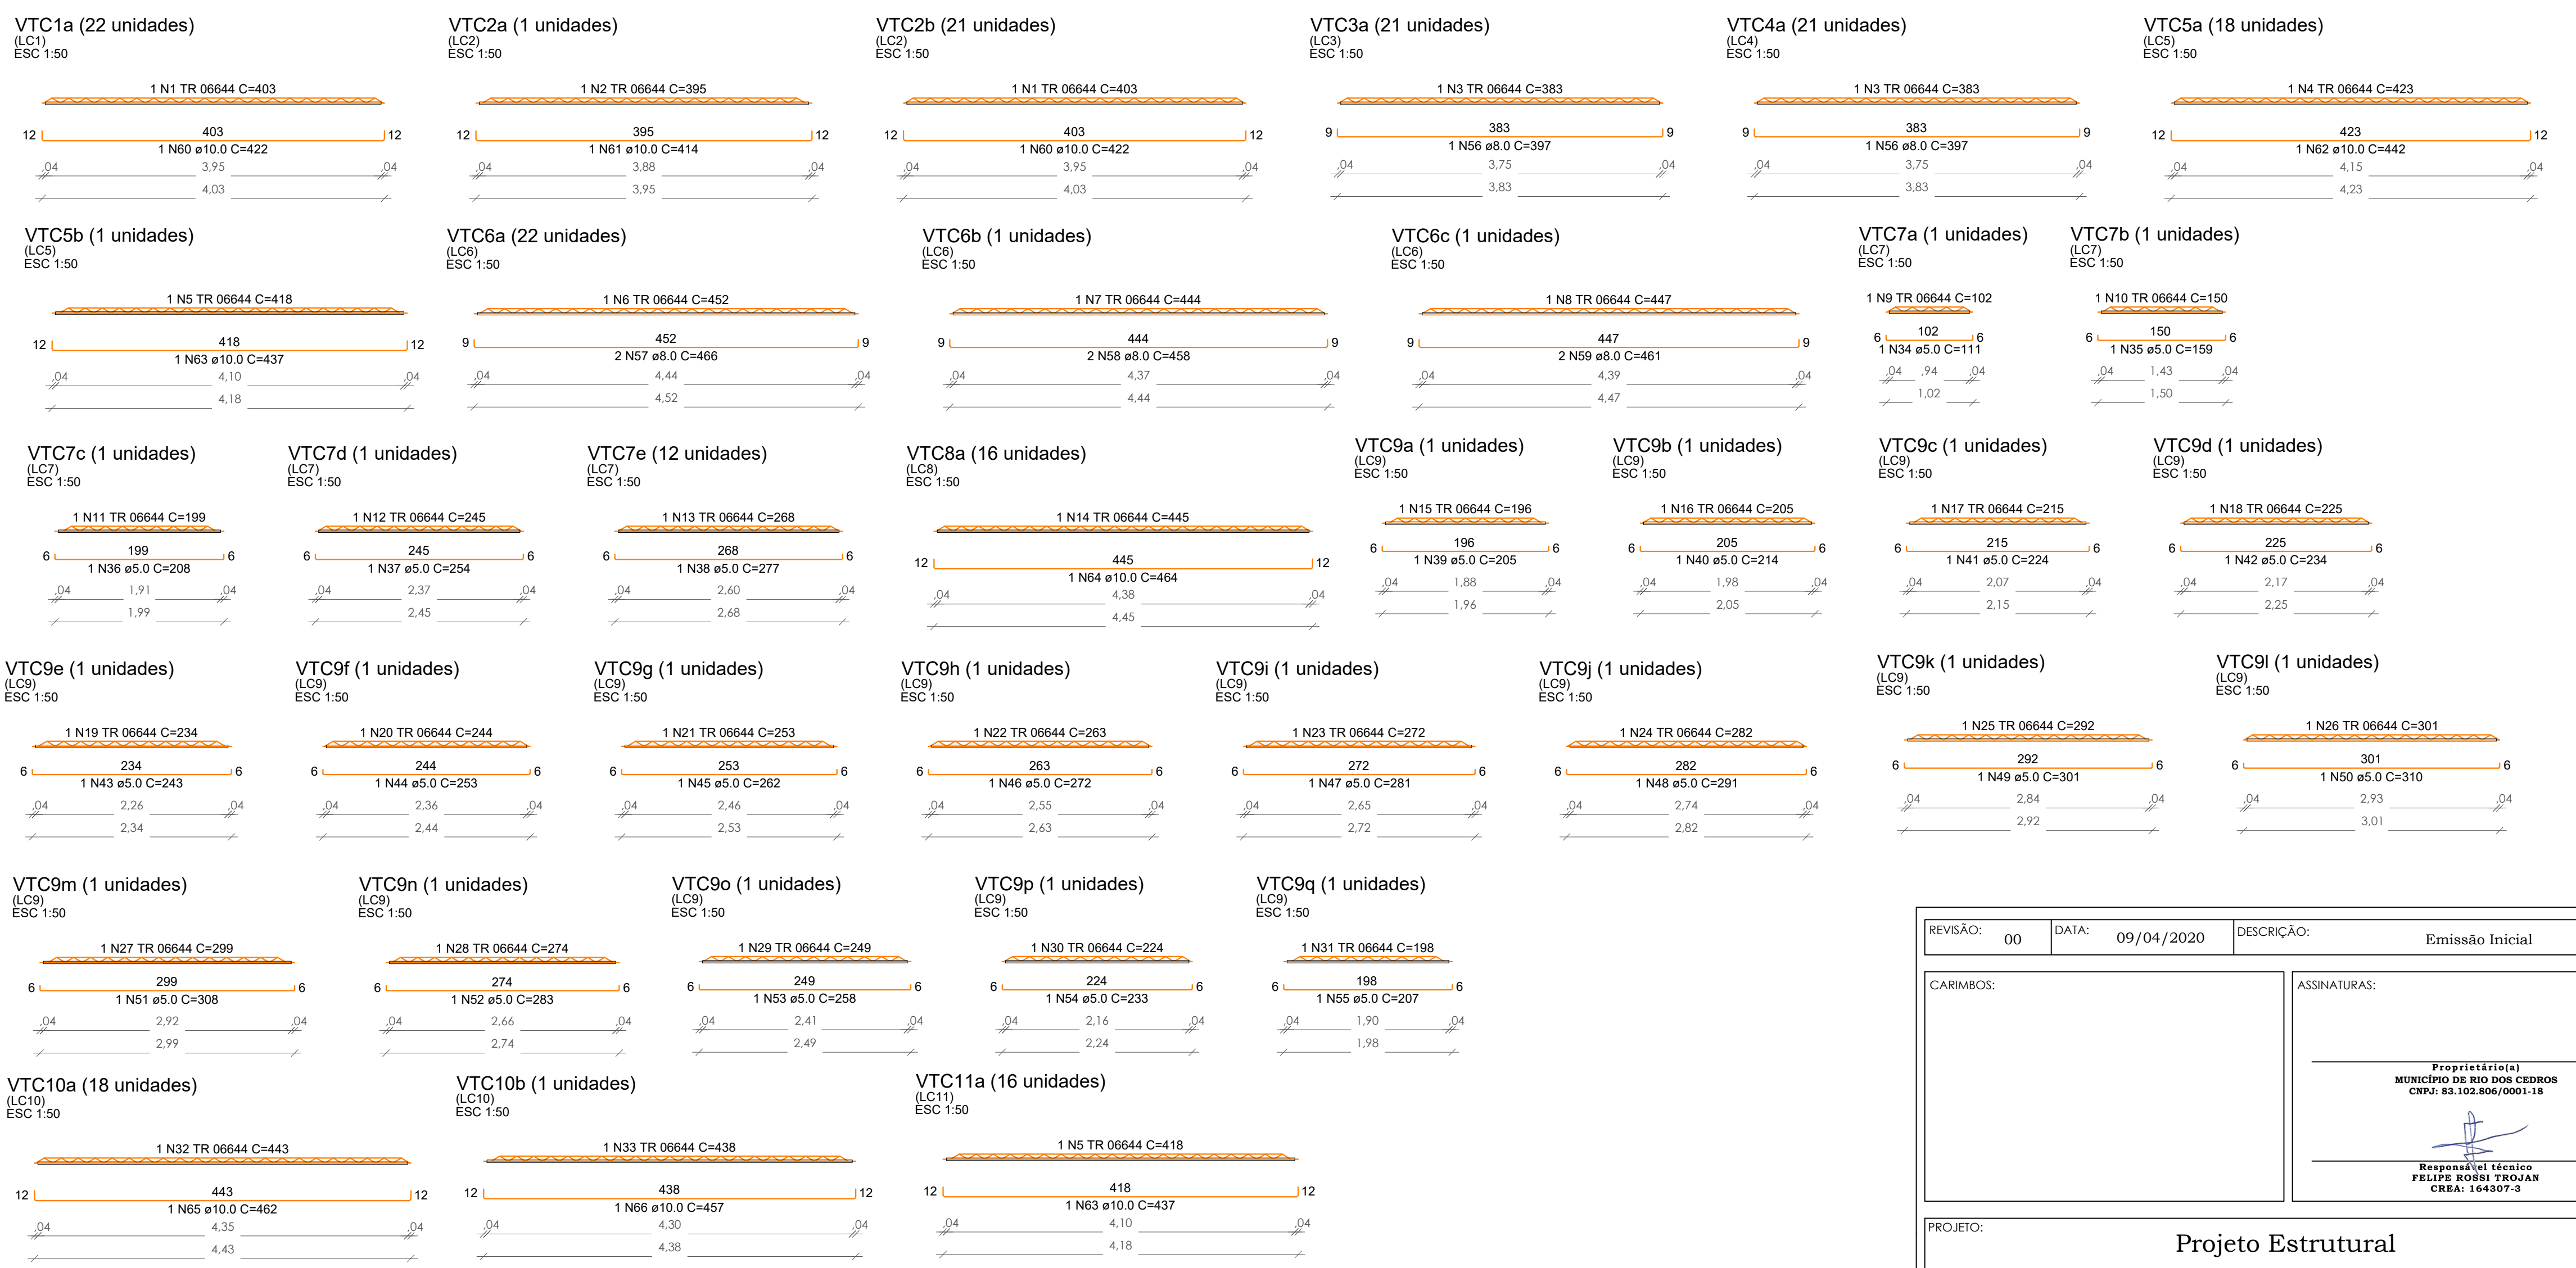 VTC1a (22 unidades)
(LC1)
ESC 1:50
1 N1 TR 06644 C=403
12 403 12
1 N60 ø10.0 C=422
,04 3,95 ,04
4,03
VTC2a (1 unidades)
(LC2)
ESC 1:50
1 N2 TR 06644 C=395
12 395 12
1 N61 ø10.0 C=414
,04 3,88 ,04
3,95
VTC2b (21 unidades)
(LC2)
ESC 1:50
1 N1 TR 06644 C=403
12 403 12
1 N60 ø10.0 C=422
,04 3,95 ,04
4,03
VTC3a (21 unidades)
(LC3)
ESC 1:50
1 N3 TR 06644 C=383
9 383 9
1 N56 ø8.0 C=397
,04 3,75 ,04
3,83
VTC4a (21 unidades)
(LC4)
ESC 1:50
1 N3 TR 06644 C=383
9 383 9
1 N56 ø8.0 C=397
,04 3,75 ,04
3,83
VTC5a (18 unidades)
(LC5)
ESC 1:50
1 N4 TR 06644 C=423
12 423 12
1 N62 ø10.0 C=442
,04 4,15 ,04
4,23
VTC5b (1 unidades)
(LC5)
ESC 1:50
1 N5 TR 06644 C=418
12 418 12
1 N63 ø10.0 C=437
,04 4,10 ,04
4,18
VTC6a (22 unidades)
(LC6)
ESC 1:50
1 N6 TR 06644 C=452
9 452 9
2 N57 ø8.0 C=466
,04 4,44 ,04
4,52
VTC6b (1 unidades)
(LC6)
ESC 1:50
1 N7 TR 06644 C=444
9 444 9
2 N58 ø8.0 C=458
,04 4,37 ,04
4,44
VTC6c (1 unidades)
(LC6)
ESC 1:50
1 N8 TR 06644 C=447
9 447 9
2 N59 ø8.0 C=461
,04 4,39 ,04
4,47
VTC7a (1 unidades)
(LC7)
ESC 1:50
1 N9 TR 06644 C=102
6 102 6
1 N34 ø5.0 C=111
,04 ,94 ,04
1,02
VTC7b (1 unidades)
(LC7)
ESC 1:50
1 N10 TR 06644 C=150
6 150 6
1 N35 ø5.0 C=159
,04 1,43 ,04
1,50
VTC7c (1 unidades)
(LC7)
ESC 1:50
1 N11 TR 06644 C=199
6 199 6
1 N36 ø5.0 C=208
,04 1,91 ,04
1,99
VTC7d (1 unidades)
(LC7)
ESC 1:50
1 N12 TR 06644 C=245
6 245 6
1 N37 ø5.0 C=254
,04 2,37 ,04
2,45
VTC7e (12 unidades)
(LC7)
ESC 1:50
1 N13 TR 06644 C=268
6 268 6
1 N38 ø5.0 C=277
,04 2,60 ,04
2,68
VTC8a (16 unidades)
(LC8)
ESC 1:50
1 N14 TR 06644 C=445
12 445 12
1 N64 ø10.0 C=464
,04 4,38 ,04
4,45
VTC9a (1 unidades)
(LC9)
ESC 1:50
1 N15 TR 06644 C=196
6 196 6
1 N39 ø5.0 C=205
,04 1,88 ,04
1,96
VTC9b (1 unidades)
(LC9)
ESC 1:50
1 N16 TR 06644 C=205
6 205 6
1 N40 ø5.0 C=214
,04 1,98 ,04
2,05
VTC9c (1 unidades)
(LC9)
ESC 1:50
1 N17 TR 06644 C=215
6 215 6
1 N41 ø5.0 C=224
,04 2,07 ,04
2,15
VTC9d (1 unidades)
(LC9)
ESC 1:50
1 N18 TR 06644 C=225
6 225 6
1 N42 ø5.0 C=234
,04 2,17 ,04
2,25
VTC9e (1 unidades)
(LC9)
ESC 1:50
1 N19 TR 06644 C=234
6 234 6
1 N43 ø5.0 C=243
,04 2,26 ,04
2,34
VTC9f (1 unidades)
(LC9)
ESC 1:50
1 N20 TR 06644 C=244
6 244 6
1 N44 ø5.0 C=253
,04 2,36 ,04
2,44
VTC9g (1 unidades)
(LC9)
ESC 1:50
1 N21 TR 06644 C=253
6 253 6
1 N45 ø5.0 C=262
,04 2,46 ,04
2,53
VTC9h (1 unidades)
(LC9)
ESC 1:50
1 N22 TR 06644 C=263
6 263 6
1 N46 ø5.0 C=272
,04 2,55 ,04
2,63
VTC9i (1 unidades)
(LC9)
ESC 1:50
1 N23 TR 06644 C=272
6 272 6
1 N47 ø5.0 C=281
,04 2,65 ,04
2,72
VTC9j (1 unidades)
(LC9)
ESC 1:50
1 N24 TR 06644 C=282
6 282 6
1 N48 ø5.0 C=291
,04 2,74 ,04
2,82
VTC9k (1 unidades)
(LC9)
ESC 1:50
1 N25 TR 06644 C=292
6 292 6
1 N49 ø5.0 C=301
,04 2,84 ,04
2,92
VTC9l (1 unidades)
(LC9)
ESC 1:50
1 N26 TR 06644 C=301
6 301 6
1 N50 ø5.0 C=310
,04 2,93 ,04
3,01
VTC9m (1 unidades)
(LC9)
ESC 1:50
1 N27 TR 06644 C=299
6 299 6
1 N51 ø5.0 C=308
,04 2,92 ,04
2,99
VTC9n (1 unidades)
(LC9)
ESC 1:50
1 N28 TR 06644 C=274
6 274 6
1 N52 ø5.0 C=283
,04 2,66 ,04
2,74
VTC9o (1 unidades)
(LC9)
ESC 1:50
1 N29 TR 06644 C=249
6 249 6
1 N53 ø5.0 C=258
,04 2,41 ,04
2,49
VTC9p (1 unidades)
(LC9)
ESC 1:50
1 N30 TR 06644 C=224
6 224 6
1 N54 ø5.0 C=233
,04 2,16 ,04
2,24
VTC9q (1 unidades)
(LC9)
ESC 1:50
1 N31 TR 06644 C=198
6 198 6
1 N55 ø5.0 C=207
,04 1,90 ,04
1,98
VTC10a (18 unidades)
(LC10)
ESC 1:50
1 N32 TR 06644 C=443
12 443 12
1 N65 ø10.0 C=462
,04 4,35 ,04
4,43
VTC10b (1 unidades)
(LC10)
ESC 1:50
1 N33 TR 06644 C=438
12 438 12
1 N66 ø10.0 C=457
,04 4,30 ,04
4,38
VTC11a (16 unidades)
(LC11)
ESC 1:50
1 N5 TR 06644 C=418
12 418 12
1 N63 ø10.0 C=437
,04 4,10 ,04
4,18
REVISÃO: 00 DATA: 09/04/2020 DESCRIÇÃO: Emissão Inicial
CARIMBOS:
ASSINATURAS:
Proprietário(a)
MUNICÍPIO DE RIO DOS CEDROS
CNPJ: 83.102.806/0001-18
Responsável técnico
FELIPE ROSSI TROJAN
CREA: 164307-3
PROJETO:
Projeto Estrutural